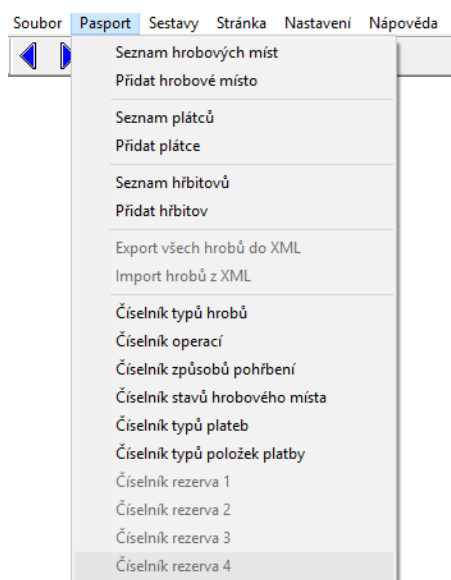 Soubor Pasport Sestavy Stránka Nastavení Nápověda
Seznam hrobových míst
Přidat hrobové místo
Seznam plátců
Přidat plátce
Seznam hřbitovů
Přidat hřbitov
Export všech hrobů do XML
Import hrobů z XML
Číselník typů hrobů
Číselník operací
Číselník způsobů pohřbení
Číselník stavů hrobového místa
Číselník typů plateb
Číselník typů položek platby
Číselník rezerva 1
Číselník rezerva 2
Číselník rezerva 3
Číselník rezerva 4